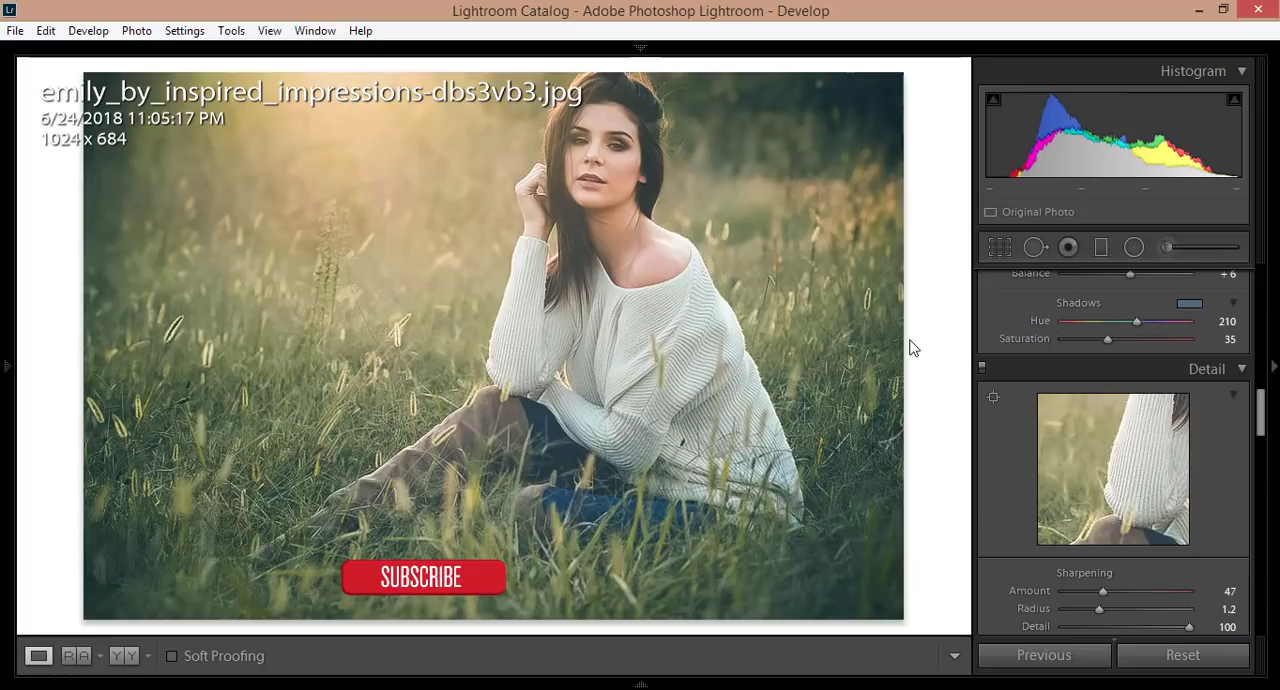 Lr
Lightroom Catalog - Adobe Photoshop Lightroom - Develop
File Edit Develop Photo Settings Tools View Window Help
emily_by_inspired_impressions-dbs3vb3.jpg
6/24/2018 11:05:17 PM
1024 x 684
Histogram
Original Photo
Balance +6
Shadows
Hue 210
Saturation 35
Detail
Sharpening
Amount 47
Radius 1.2
Detail 100
SUBSCRIBE
R A Y Y Soft Proofing
Previous Reset